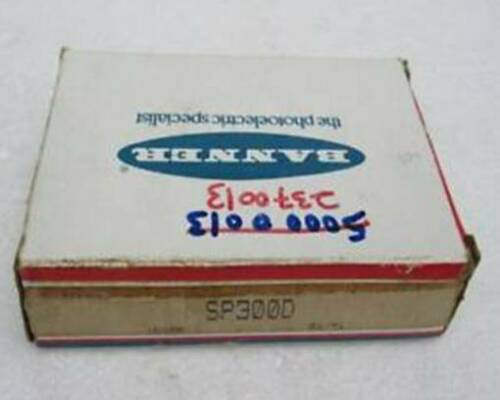 5000 0013
2370013
BANNER®
the photoelectric specialist
SP300D